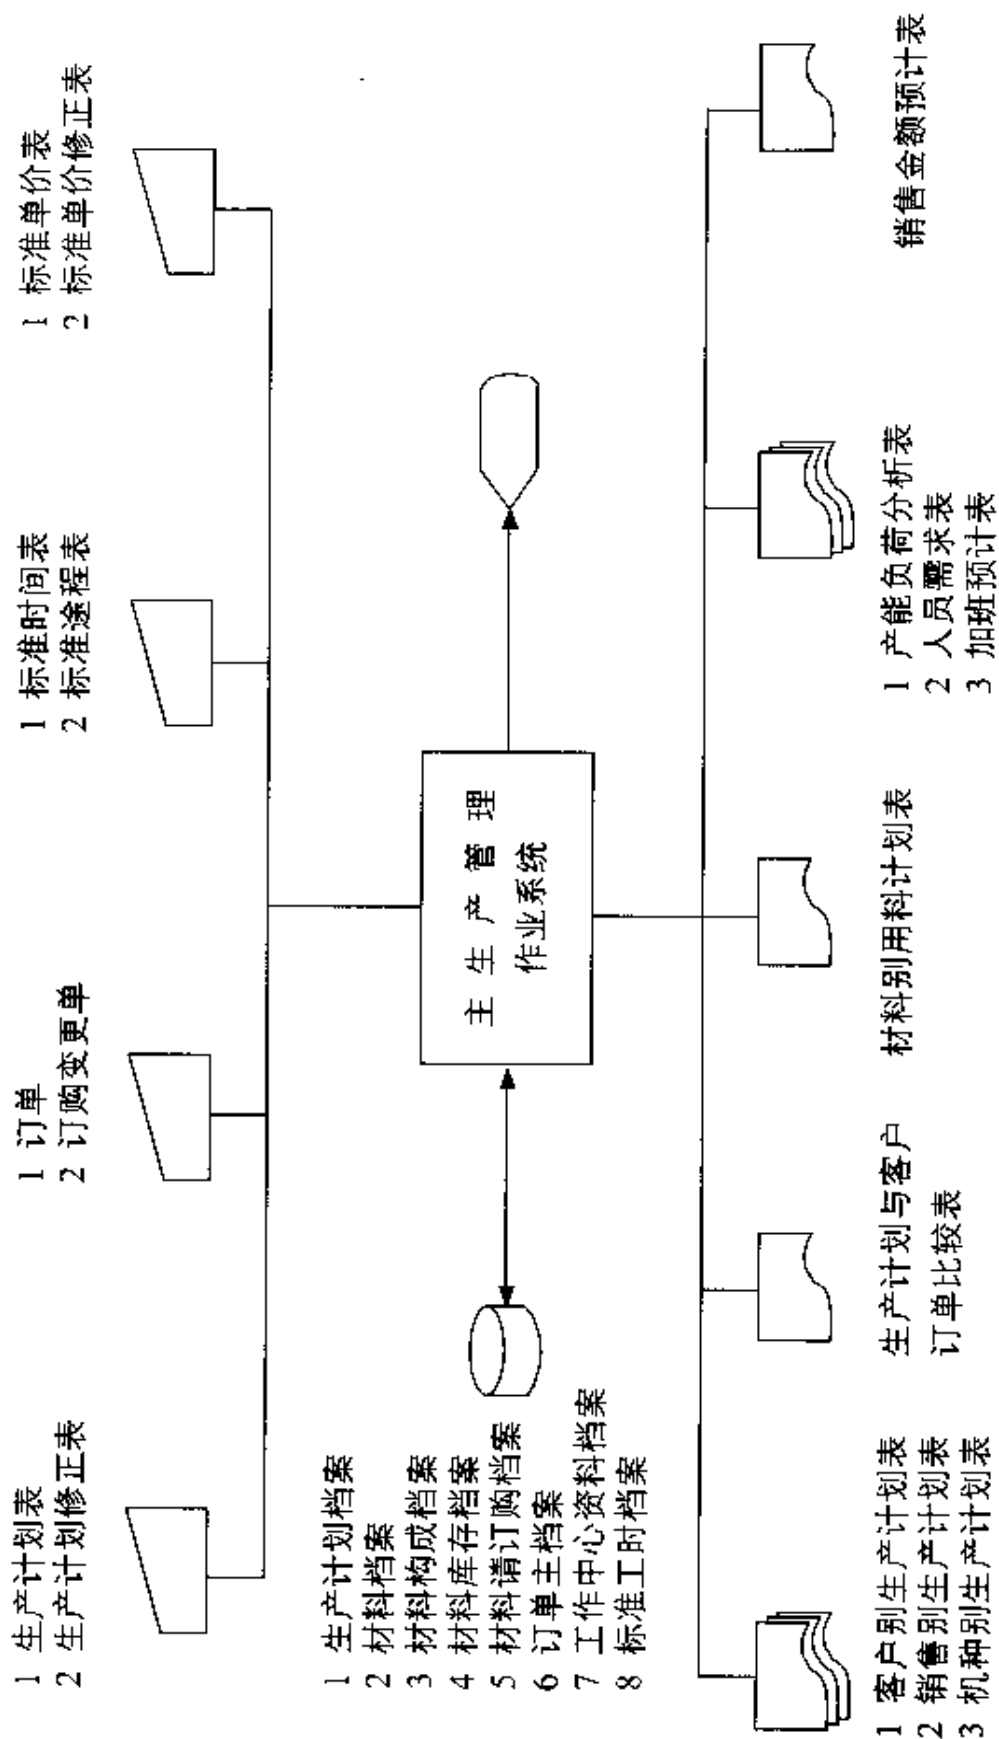 1 生产计划表
2 生产计划修正表
1 订单
2 订购变更单
1 标准时间表
2 标准途程表
1 标准单价表
2 标准单价修正表
主生产管理
作业系统
1 生产计划档案
2 材料档案
3 材料构成档案
4 材料库存档案
5 材料请订购档案
6 订单主档案
7 工作中心资料档案
8 标准工时档案
1 客户别生产计划表
2 销售别生产计划表
3 机种别生产计划表
生产计划与客户
订单比较表
材料别用料计划表
1 产能负荷分析表
2 人员需求表
3 加班预计表
销售金额预计表